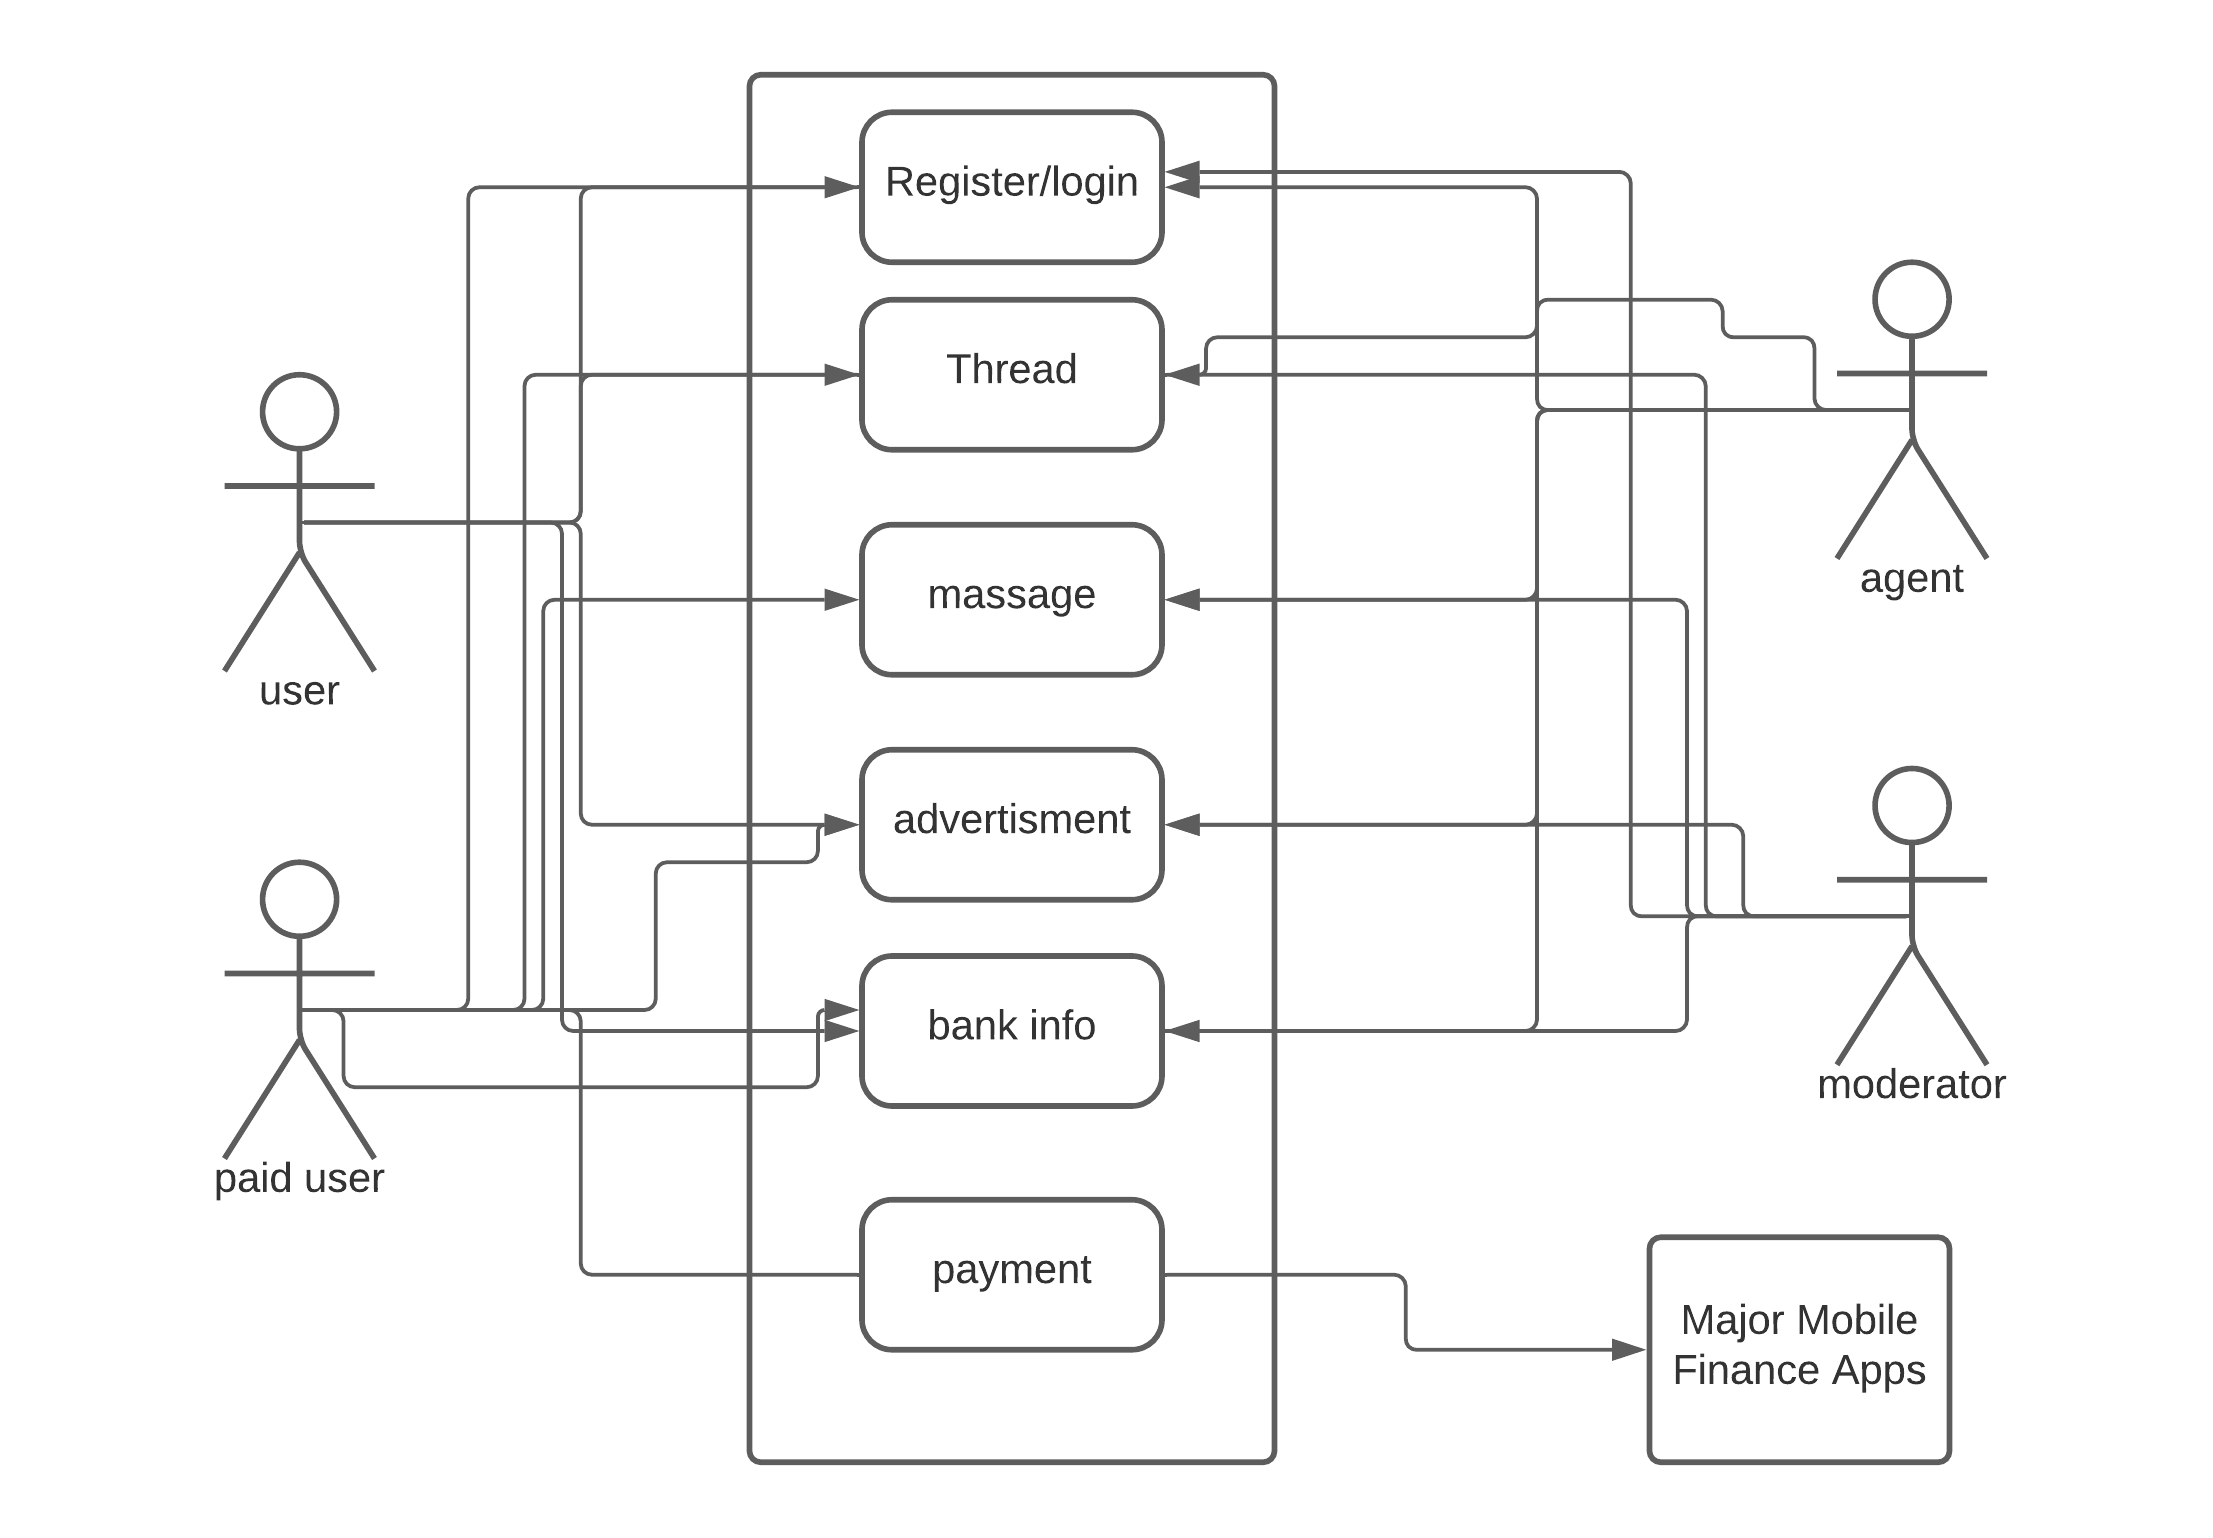 Register/login
Thread
massage
advertisment
bank info
payment
user
paid user
agent
moderator
Major Mobile
Finance Apps